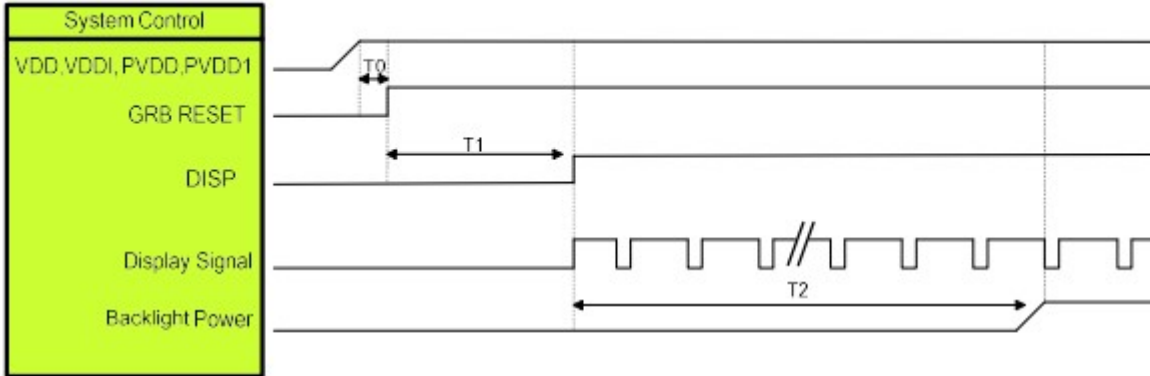 System Control
VDD,VDDI, PVDD,PVDD1
T0
GRB RESET
T1
DISP
Display Signal
T2
Backlight Power